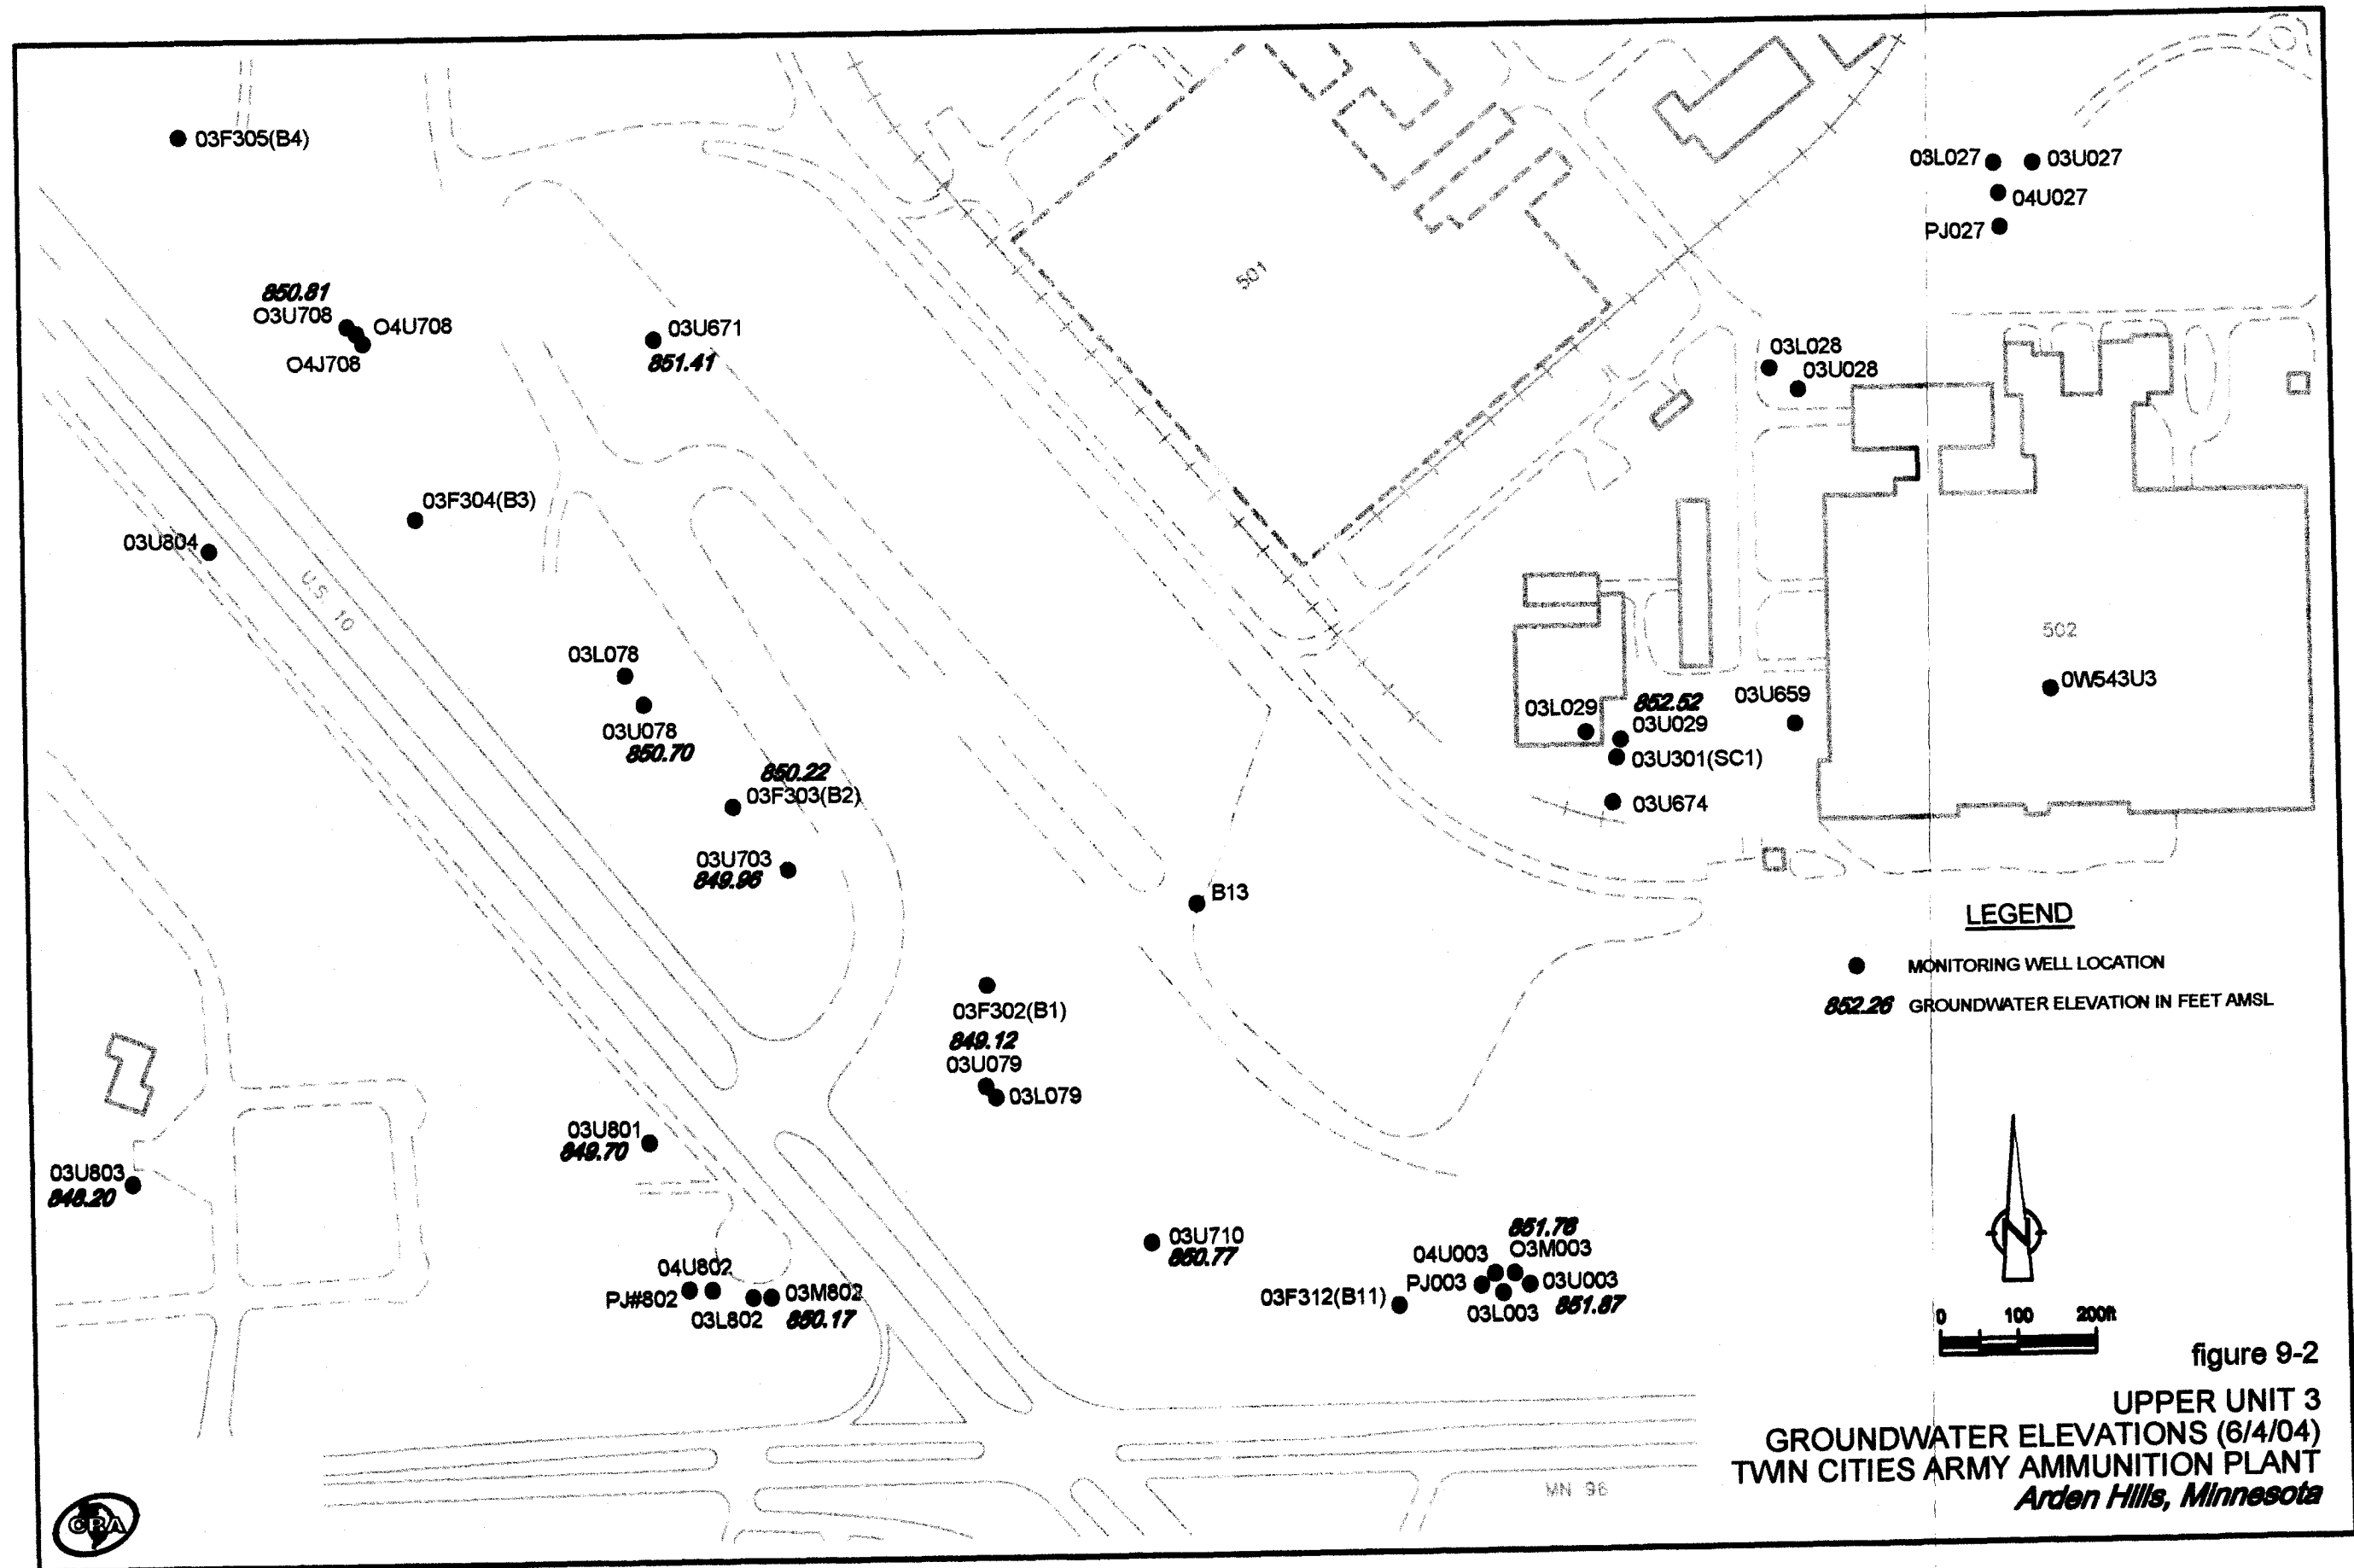 03F305(B4)
03L027
03U027
04U027
PJ027
501
850.81
O3U708
O4U708
O4J708
03U671
851.41
03L028
03U028
03F304(B3)
03U804
U.S. 10
502
03L078
03U078
850.70
0W543U3
03U659
852.52
03L029
03U029
03U301(SC1)
03U674
850.22
03F303(B2)
03U703
849.96
B13
LEGEND
MONITORING WELL LOCATION
852.26 GROUNDWATER ELEVATION IN FEET AMSL
03F302(B1)
849.12
03U079
03L079
03U801
849.70
03U803
848.20
03U710
850.77
851.76
04U003 O3M003
PJ003 03U003
03L003 851.87
03F312(B11)
04U802
PJ#802 03M802
03L802 850.17
N
0 100 200ft
figure 9-2
UPPER UNIT 3
GROUNDWATER ELEVATIONS (6/4/04)
TWIN CITIES ARMY AMMUNITION PLANT
Arden Hills, Minnesota
MN 96
CRA